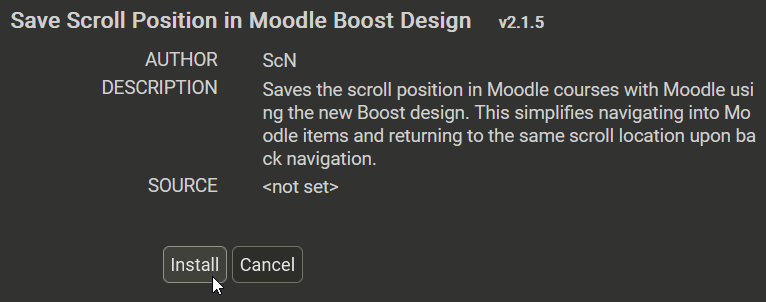 Save Scroll Position in Moodle Boost Design v2.1.5
AUTHOR ScN
DESCRIPTION Saves the scroll position in Moodle courses with Moodle usi
ng the new Boost design. This simplifies navigating into Mo
odle items and returning to the same scroll location upon ba
ck navigation.
SOURCE <not set>
Install Cancel